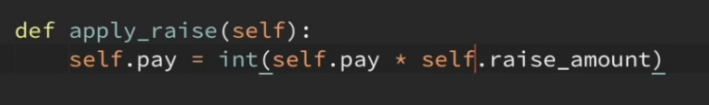 def apply_raise(self):
    self.pay = int(self.pay * self.raise_amount)